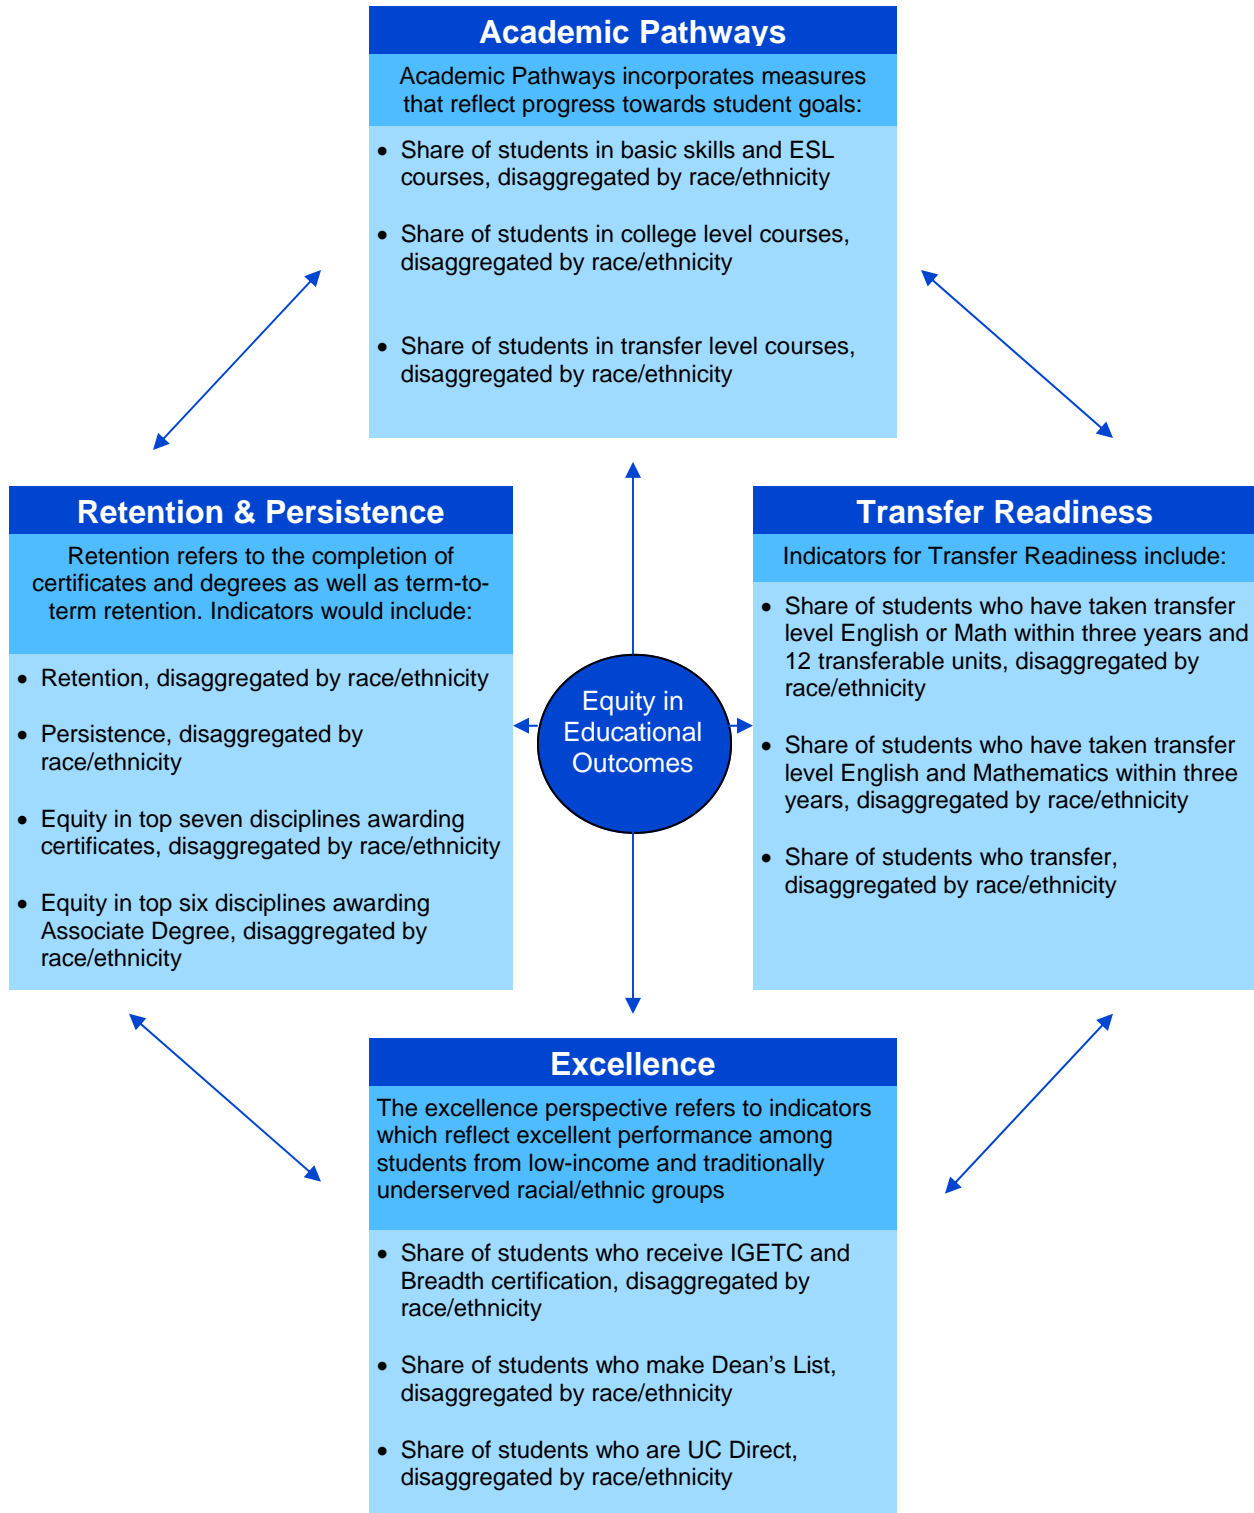 Academic Pathways
Academic Pathways incorporates measures
that reflect progress towards student goals:
• Share of students in basic skills and ESL
courses, disaggregated by race/ethnicity
• Share of students in college level courses,
disaggregated by race/ethnicity
• Share of students in transfer level courses,
disaggregated by race/ethnicity
Retention & Persistence
Retention refers to the completion of
certificates and degrees as well as term-to-
term retention. Indicators would include:
• Retention, disaggregated by race/ethnicity
• Persistence, disaggregated by
race/ethnicity
• Equity in top seven disciplines awarding
certificates, disaggregated by race/ethnicity
• Equity in top six disciplines awarding
Associate Degree, disaggregated by
race/ethnicity
Equity in
Educational
Outcomes
Transfer Readiness
Indicators for Transfer Readiness include:
• Share of students who have taken transfer
level English or Math within three years and
12 transferable units, disaggregated by
race/ethnicity
• Share of students who have taken transfer
level English and Mathematics within three
years, disaggregated by race/ethnicity
• Share of students who transfer,
disaggregated by race/ethnicity
Excellence
The excellence perspective refers to indicators
which reflect excellent performance among
students from low-income and traditionally
underserved racial/ethnic groups
• Share of students who receive IGETC and
Breadth certification, disaggregated by
race/ethnicity
• Share of students who make Dean’s List,
disaggregated by race/ethnicity
• Share of students who are UC Direct,
disaggregated by race/ethnicity